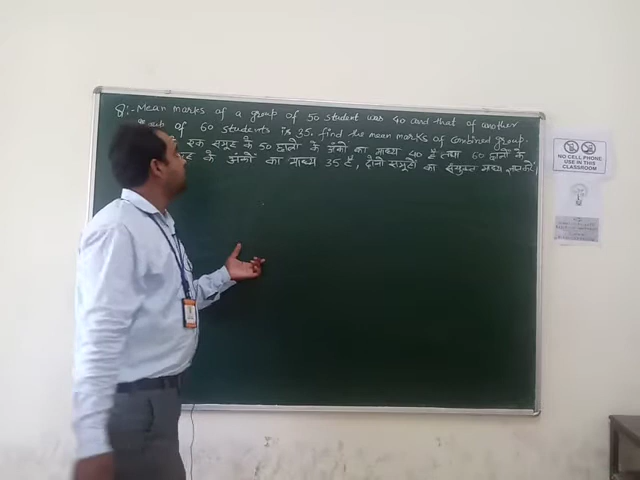 Q:- Mean marks of a group of 50 student was 40 and that of another
group of 60 students is 35. find the mean marks of combined group.
एक समूह के 50 छात्रों के अंकों का माध्य 40 है तथा 60 छात्रों के
के अंकों का माध्य 35 है, दोनों समूहों का संयुक्त माध्य ज्ञात करें,
NO CELL PHONE
USE IN THIS
CLASSROOM